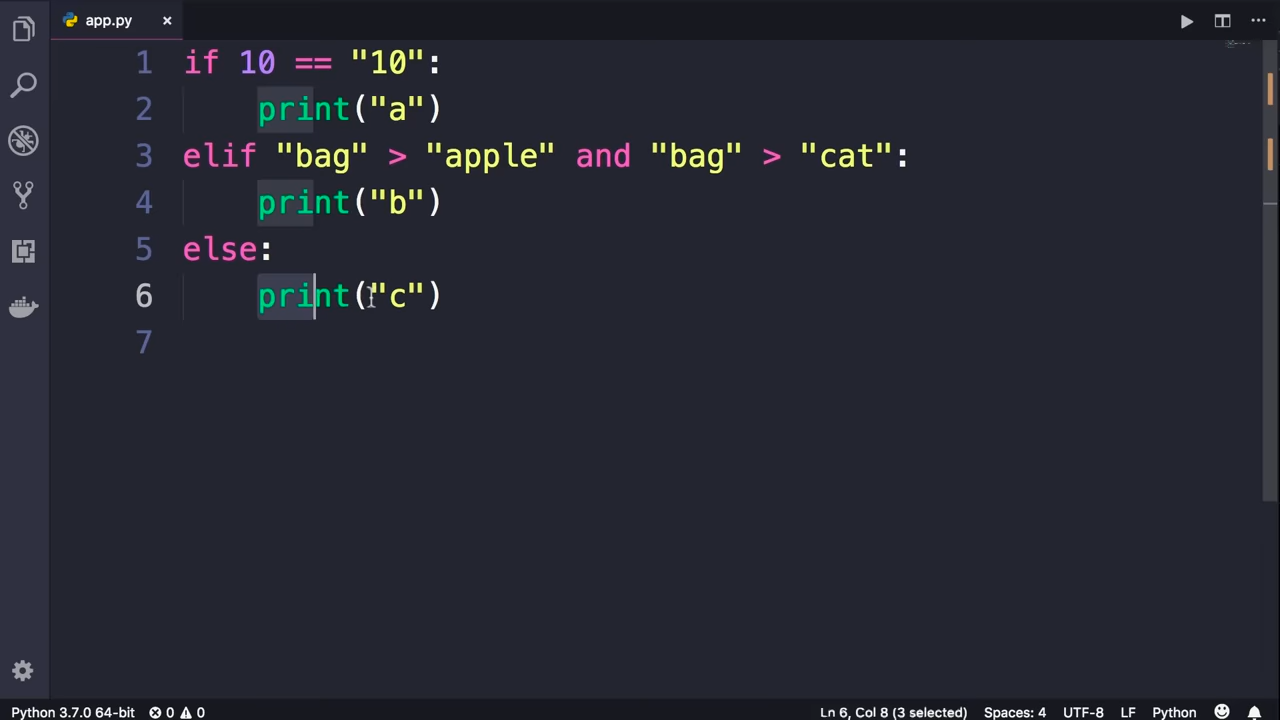 app.py
1 if 10 == "10":
2 print("a")
3 elif "bag" > "apple" and "bag" > "cat":
4 print("b")
5 else:
6 print("c")
7
Python 3.7.0 64-bit 0 0 Ln 6, Col 8 (3 selected) Spaces: 4 UTF-8 LF Python